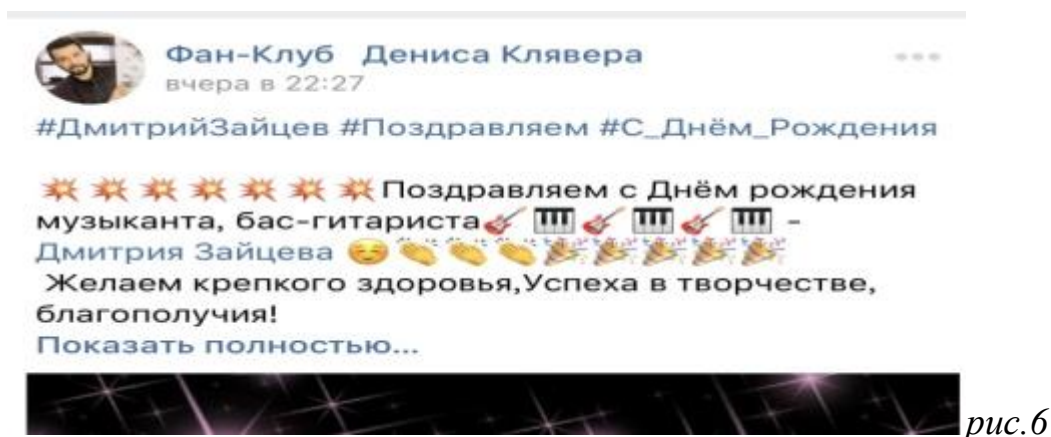 Фан-Клуб Дениса Клявера
вчера в 22:27
#ДмитрийЗайцев #Поздравляем #С_Днём_Рождения
💥💥💥💥💥💥💥Поздравляем с Днём рождения
музыканта, бас-гитариста🎸🎹🎸🎹🎸🎹 -
Дмитрия Зайцева ☺️👏👏👏🎉🎉🎉🎉🎉
Желаем крепкого здоровья,Успеха в творчестве,
благополучия!
Показать полностью...
рис.6